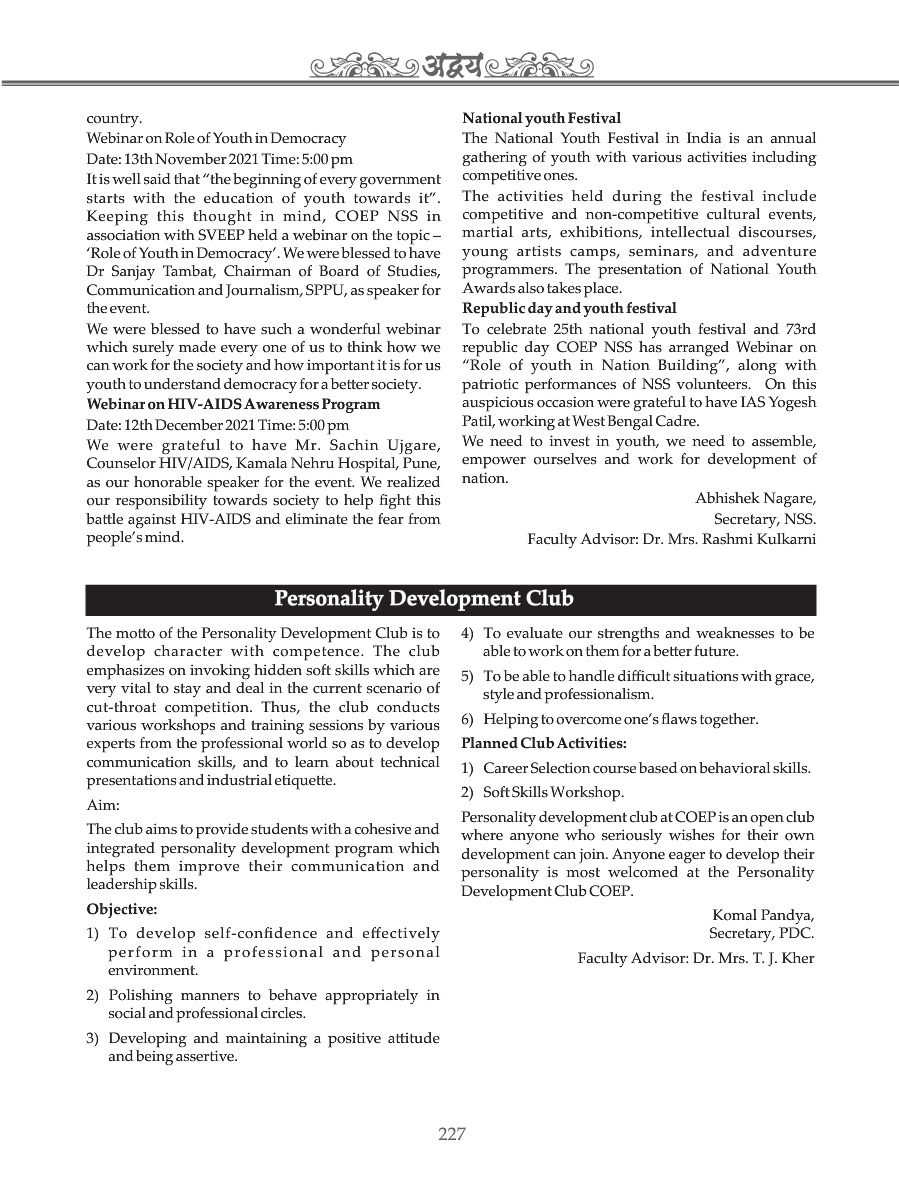 अद्वय
country.
Webinar on Role of Youth in Democracy
Date: 13th November 2021 Time: 5:00 pm
It is well said that “the beginning of every government
starts with the education of youth towards it”.
Keeping this thought in mind, COEP NSS in
association with SVEEP held a webinar on the topic –
‘Role of Youth in Democracy’. We were blessed to have
Dr Sanjay Tambat, Chairman of Board of Studies,
Communication and Journalism, SPPU, as speaker for
the event.
We were blessed to have such a wonderful webinar
which surely made every one of us to think how we
can work for the society and how important it is for us
youth to understand democracy for a better society.
Webinar on HIV-AIDS Awareness Program
Date: 12th December 2021 Time: 5:00 pm
We were grateful to have Mr. Sachin Ujgare,
Counselor HIV/AIDS, Kamala Nehru Hospital, Pune,
as our honorable speaker for the event. We realized
our responsibility towards society to help fight this
battle against HIV-AIDS and eliminate the fear from
people’s mind.
National youth Festival
The National Youth Festival in India is an annual
gathering of youth with various activities including
competitive ones.
The activities held during the festival include
competitive and non-competitive cultural events,
martial arts, exhibitions, intellectual discourses,
young artists camps, seminars, and adventure
programmers. The presentation of National Youth
Awards also takes place.
Republic day and youth festival
To celebrate 25th national youth festival and 73rd
republic day COEP NSS has arranged Webinar on
“Role of youth in Nation Building”, along with
patriotic performances of NSS volunteers. On this
auspicious occasion were grateful to have IAS Yogesh
Patil, working at West Bengal Cadre.
We need to invest in youth, we need to assemble,
empower ourselves and work for development of
nation.
Abhishek Nagare,
Secretary, NSS.
Faculty Advisor: Dr. Mrs. Rashmi Kulkarni
Personality Development Club
The motto of the Personality Development Club is to
develop character with competence. The club
emphasizes on invoking hidden soft skills which are
very vital to stay and deal in the current scenario of
cut-throat competition. Thus, the club conducts
various workshops and training sessions by various
experts from the professional world so as to develop
communication skills, and to learn about technical
presentations and industrial etiquette.
Aim:
The club aims to provide students with a cohesive and
integrated personality development program which
helps them improve their communication and
leadership skills.
Objective:
1) To develop self-confidence and effectively
perform in a professional and personal
environment.
2) Polishing manners to behave appropriately in
social and professional circles.
3) Developing and maintaining a positive attitude
and being assertive.
4) To evaluate our strengths and weaknesses to be
able to work on them for a better future.
5) To be able to handle difficult situations with grace,
style and professionalism.
6) Helping to overcome one’s flaws together.
Planned Club Activities:
1) Career Selection course based on behavioral skills.
2) Soft Skills Workshop.
Personality development club at COEP is an open club
where anyone who seriously wishes for their own
development can join. Anyone eager to develop their
personality is most welcomed at the Personality
Development Club COEP.
Komal Pandya,
Secretary, PDC.
Faculty Advisor: Dr. Mrs. T. J. Kher
227